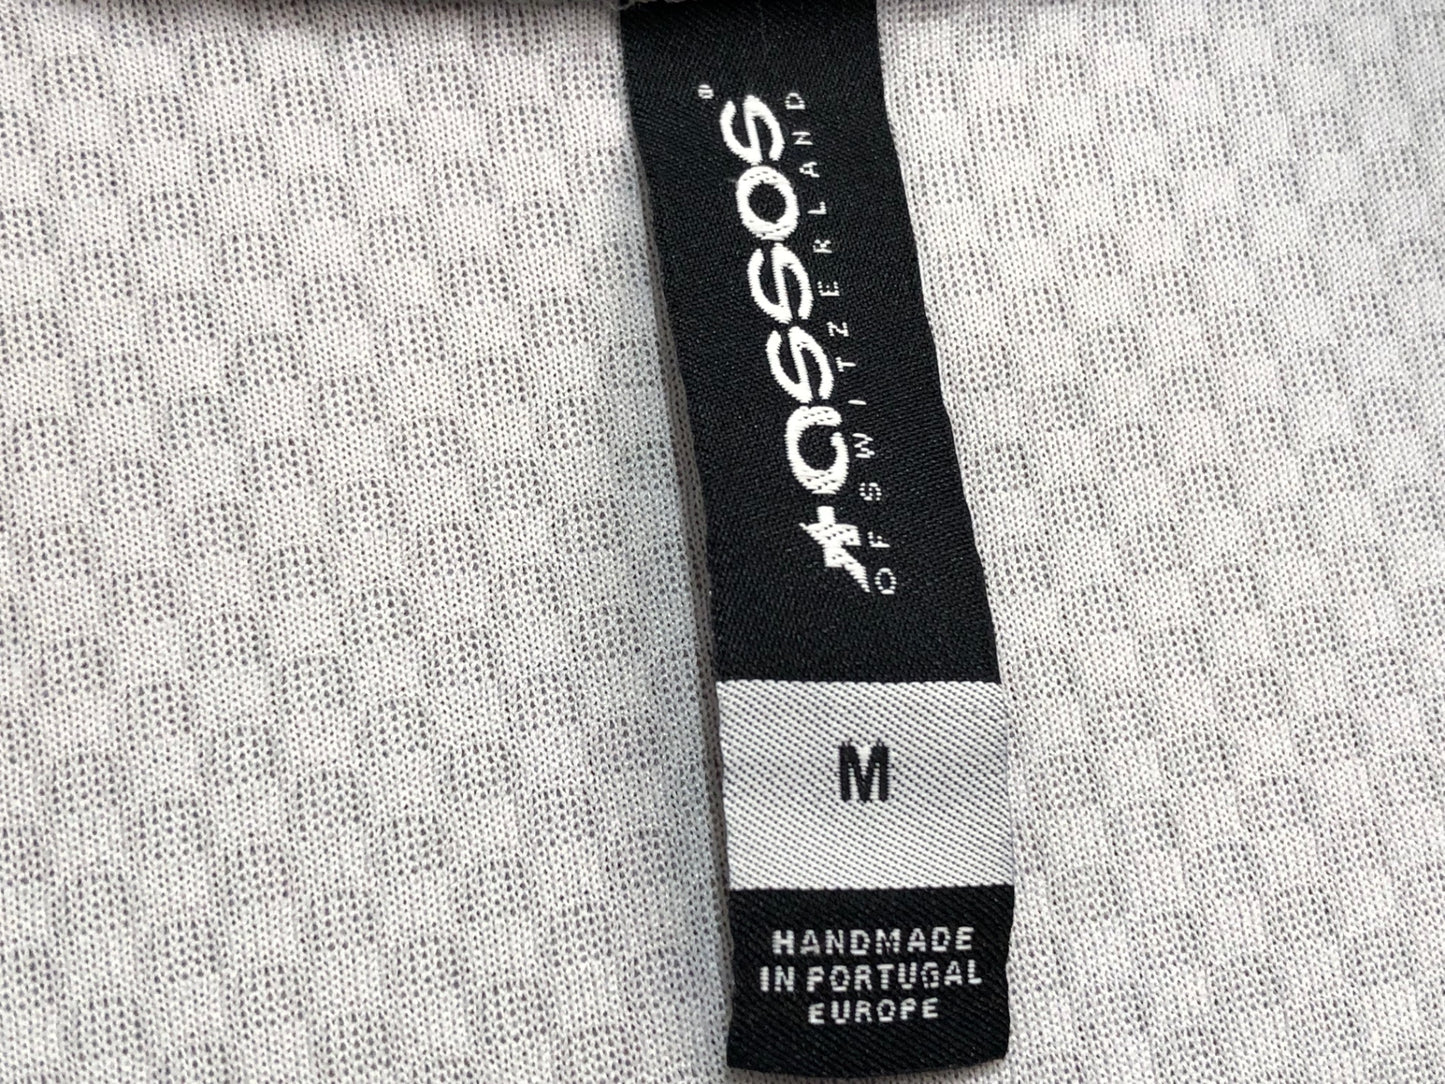 assos®
OF SWITZERLAND
M
HANDMADE
IN PORTUGAL
EUROPE